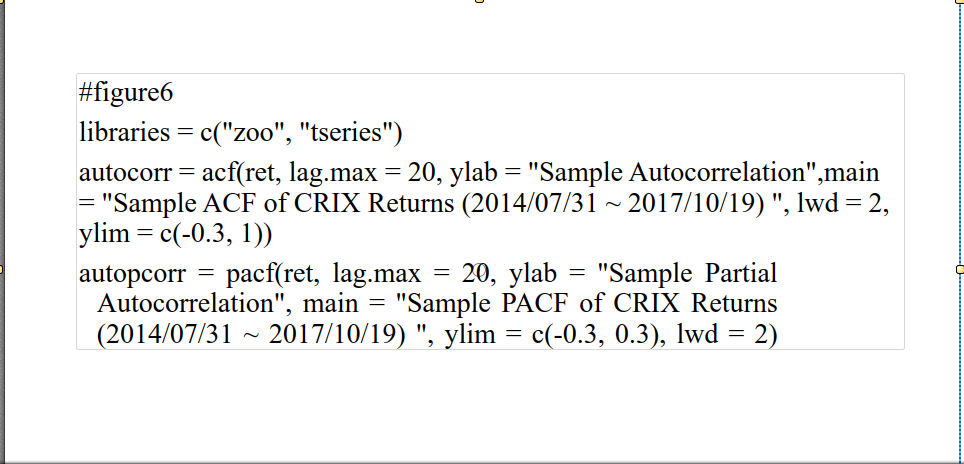 #figure6
libraries = c("zoo", "tseries")
autocorr = acf(ret, lag.max = 20, ylab = "Sample Autocorrelation",main
= "Sample ACF of CRIX Returns (2014/07/31 ~ 2017/10/19) ", lwd = 2,
ylim = c(-0.3, 1))
autopcorr = pacf(ret, lag.max = 20, ylab = "Sample Partial
Autocorrelation", main = "Sample PACF of CRIX Returns
(2014/07/31 ~ 2017/10/19) ", ylim = c(-0.3, 0.3), lwd = 2)